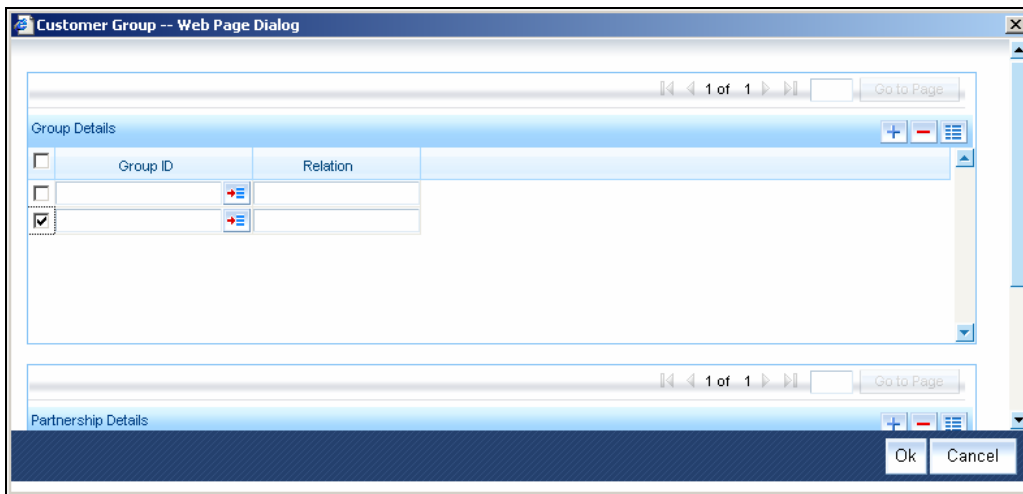 Customer Group -- Web Page Dialog
1 of 1 Go to Page
Group Details
Group ID Relation
1 of 1 Go to Page
Partnership Details
Ok Cancel